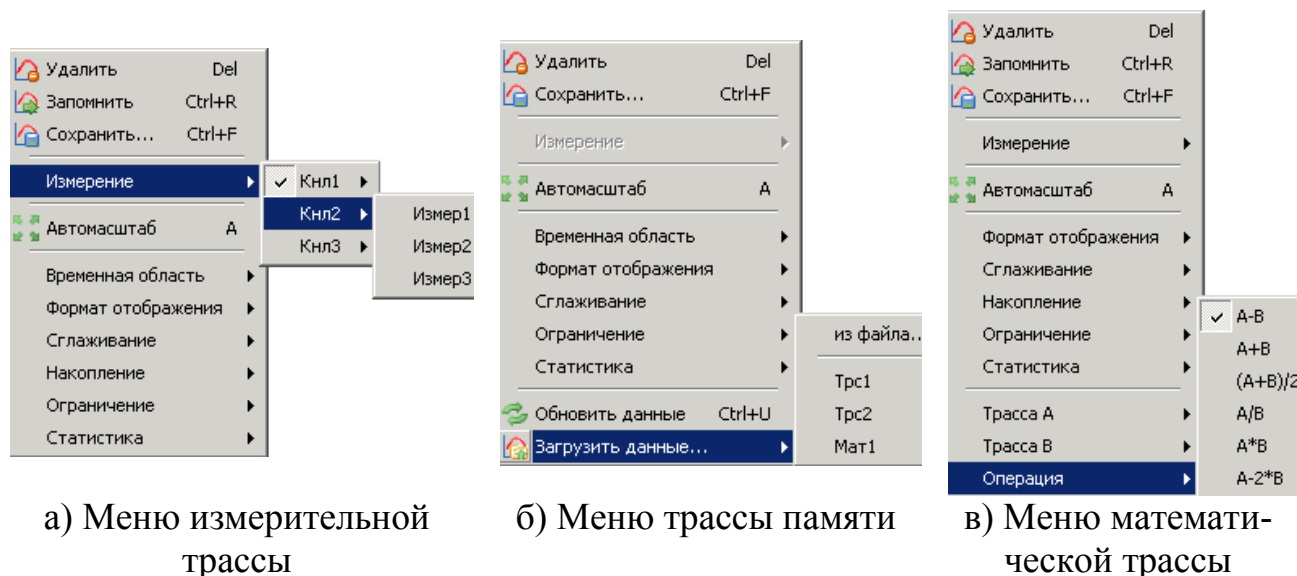 Удалить Del
Запомнить Ctrl+R
Сохранить... Ctrl+F
Измерение
Автомасштаб A
Временная область
Формат отображения
Сглаживание
Накопление
Ограничение
Статистика
Кнл1
Кнл2
Кнл3
Измер1
Измер2
Измер3
а) Меню измерительной
трассы
Удалить Del
Сохранить... Ctrl+F
Измерение
Автомасштаб A
Временная область
Формат отображения
Сглаживание
Ограничение
Статистика
Обновить данные Ctrl+U
Загрузить данные...
из файла..
Трс1
Трс2
Мат1
б) Меню трассы памяти
Удалить Del
Запомнить Ctrl+R
Сохранить... Ctrl+F
Измерение
Автомасштаб A
Формат отображения
Сглаживание
Накопление
Ограничение
Статистика
Трасса A
Трасса B
Операция
A-B
A+B
(A+B)/2
A/B
A*B
A-2*B
в) Меню математи-
ческой трассы